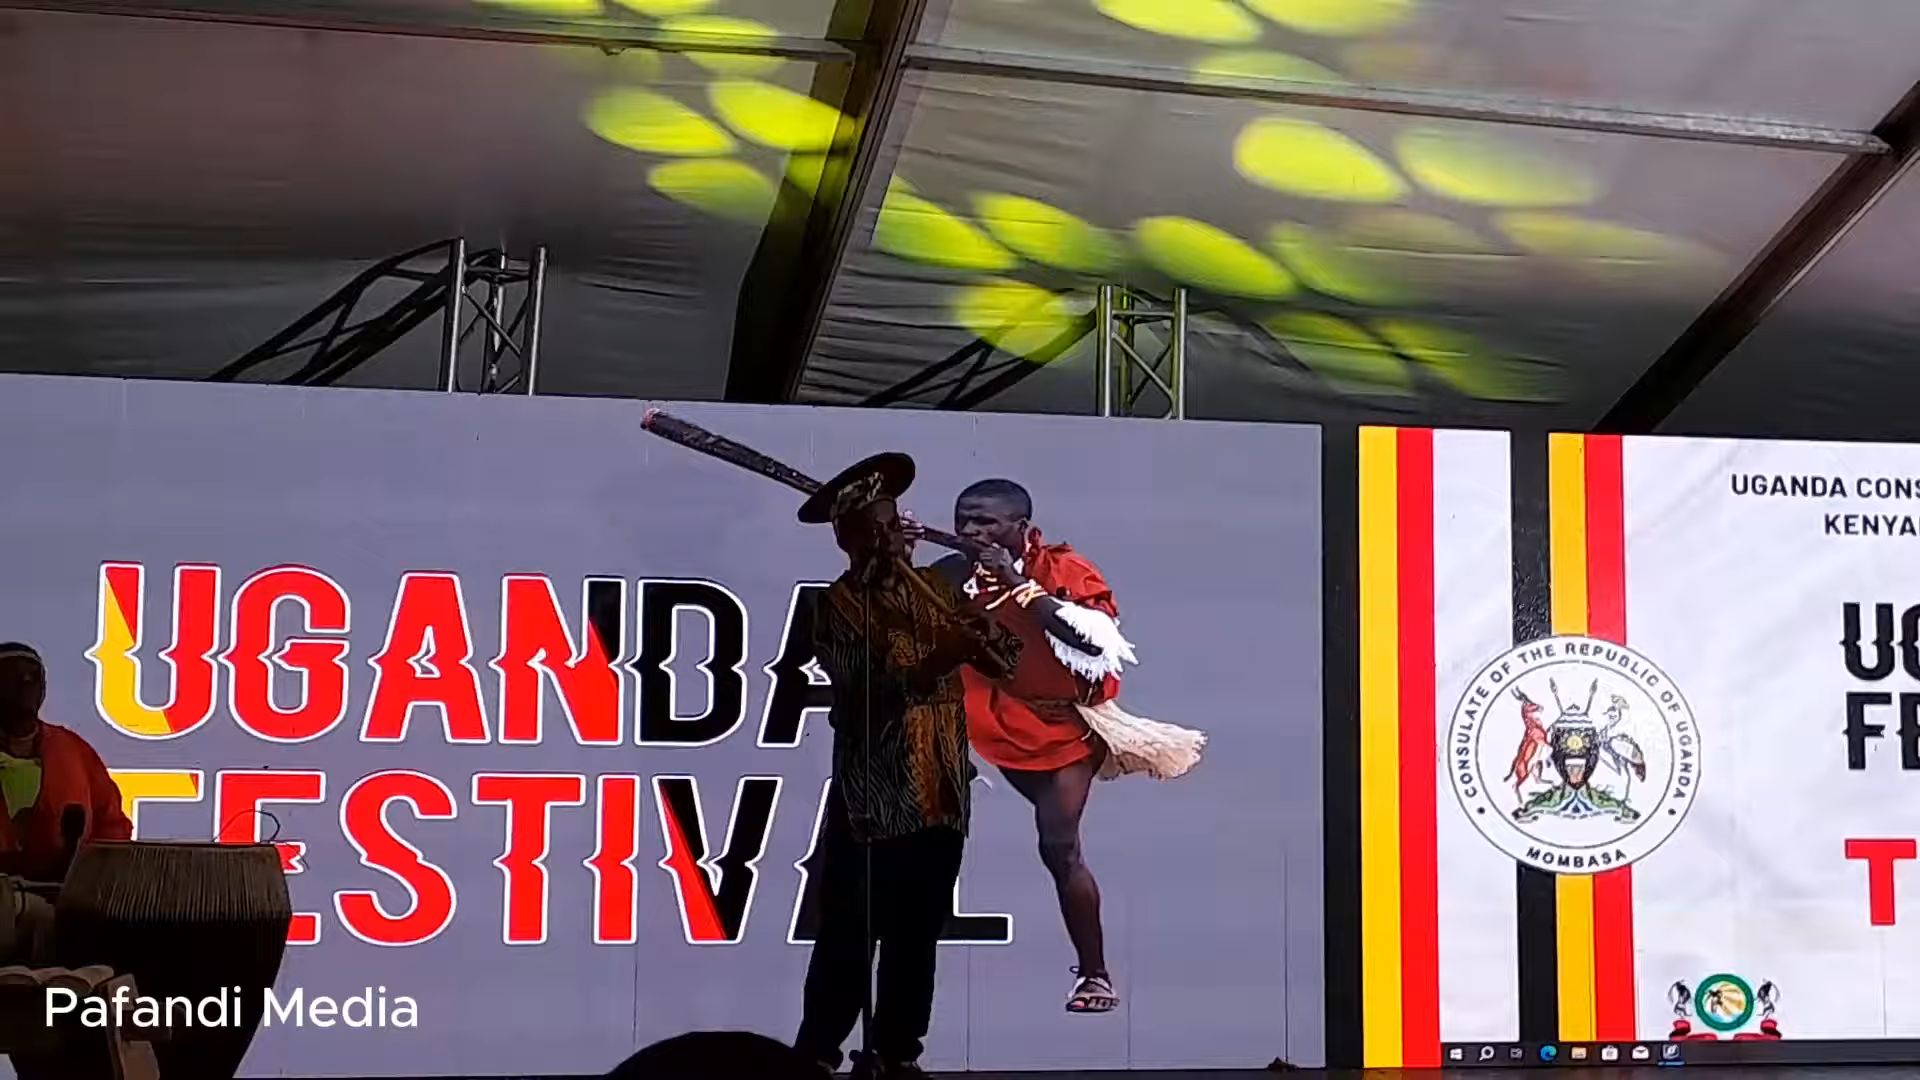 UGANDA
FESTIVAL
UGANDA CONS
KENYA
UG
FE
T
CONSULATE OF THE REPUBLIC OF UGANDA
MOMBASA
Pafandi Media